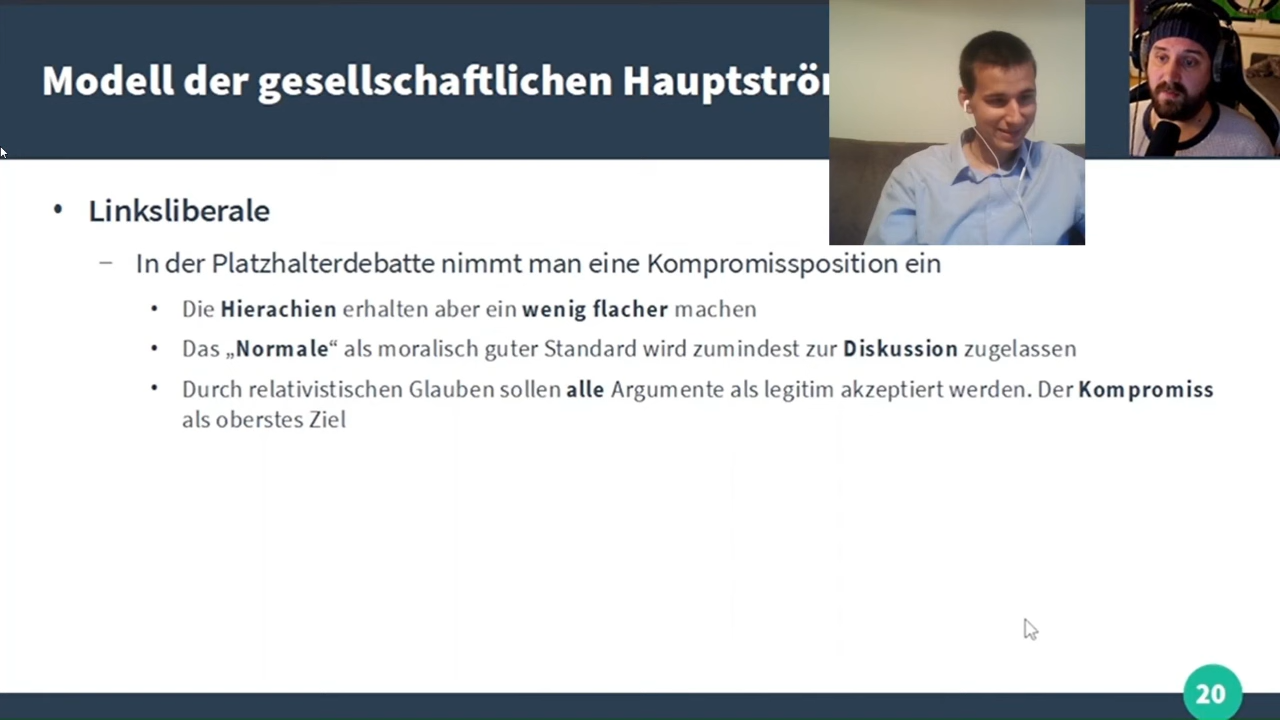 Modell der gesellschaftlichen
Linksliberale
In der Platzhalterdebatte nimmt man eine Kompromissposition ein
Die Hierachien erhalten aber ein wenig flacher machen
Das „Normale“ als moralisch guter Standard wird zumindest zur Diskussion zugelassen
Durch relativistischen Glauben sollen alle Argumente als legitim akzeptiert werden. Der Kompromiss
als oberstes Ziel
20